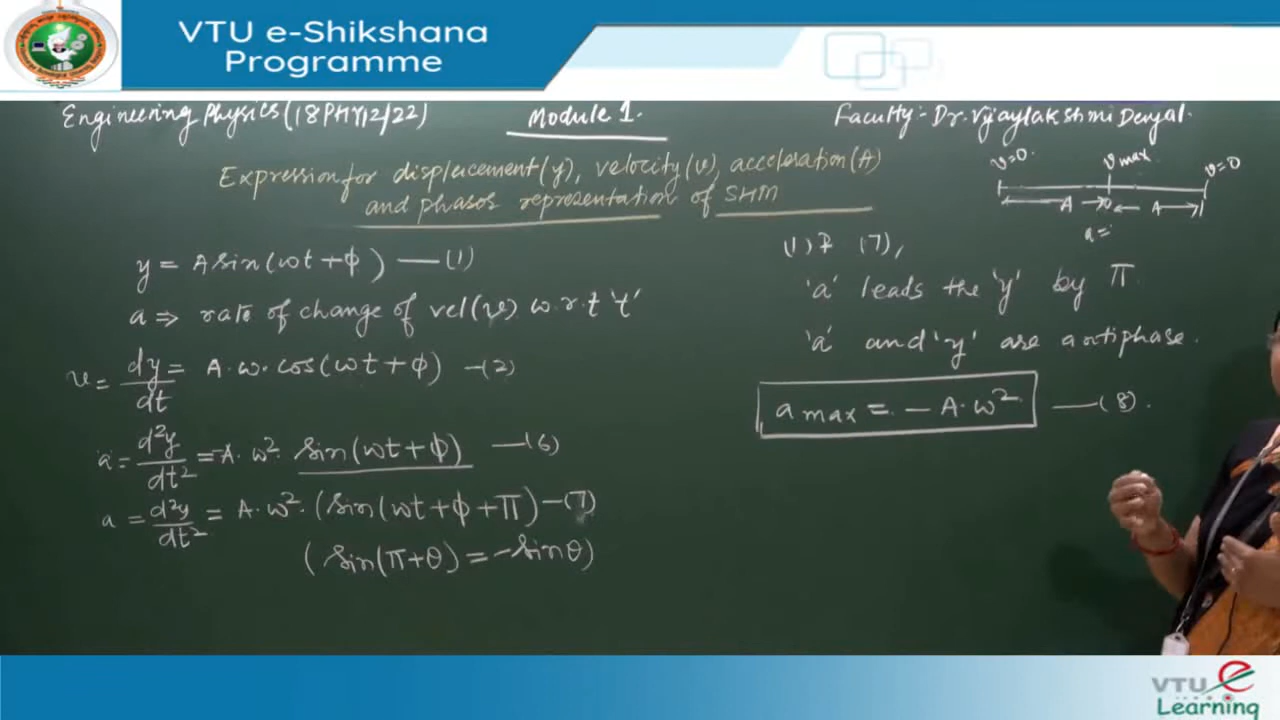 VTU e-Shikshana
Programme
Engineering Physics (18PHY12/22)
Module 1.
Faculty:- Dr. Vijaylakshmi Dengal.
Expression for displacement (y), velocity (v), acceleration (A)
and phasos representation of SHM
v=0.
v max
v=0
A
A
a=
y = A sin(ωt + φ) — (1)
a ⇒ rate of change of vel(v) w.r.t 't'
v = dy/dt = A·ω·cos(ωt + φ) — (2)
a = d²y/dt² = -A·ω² sin(ωt + φ) — (6)
a = d²y/dt² = A·ω²·(sin(ωt + φ + π) — (7)
(sin(π + θ) = -sinθ)
(1) & (7),
'a' leads the 'y' by π
'a' and 'y' are antiphase.
a max = - A·ω² — (8).
VTU e
Learning